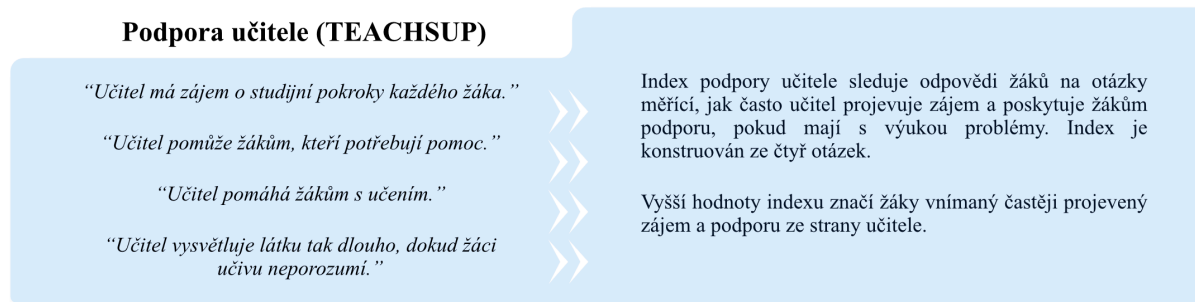 Podpora učitele (TEACHSUP)
“Učitel má zájem o studijní pokroky každého žáka.”
“Učitel pomůže žákům, kteří potřebují pomoc.”
“Učitel pomáhá žákům s učením.”
“Učitel vysvětluje látku tak dlouho, dokud žáci
učivu neporozumí.”
Index podpory učitele sleduje odpovědi žáků na otázky
měřící, jak často učitel projevuje zájem a poskytuje žákům
podporu, pokud mají s výukou problémy. Index je
konstruován ze čtyř otázek.
Vyšší hodnoty indexu značí žáky vnímaný častěji projevený
zájem a podporu ze strany učitele.